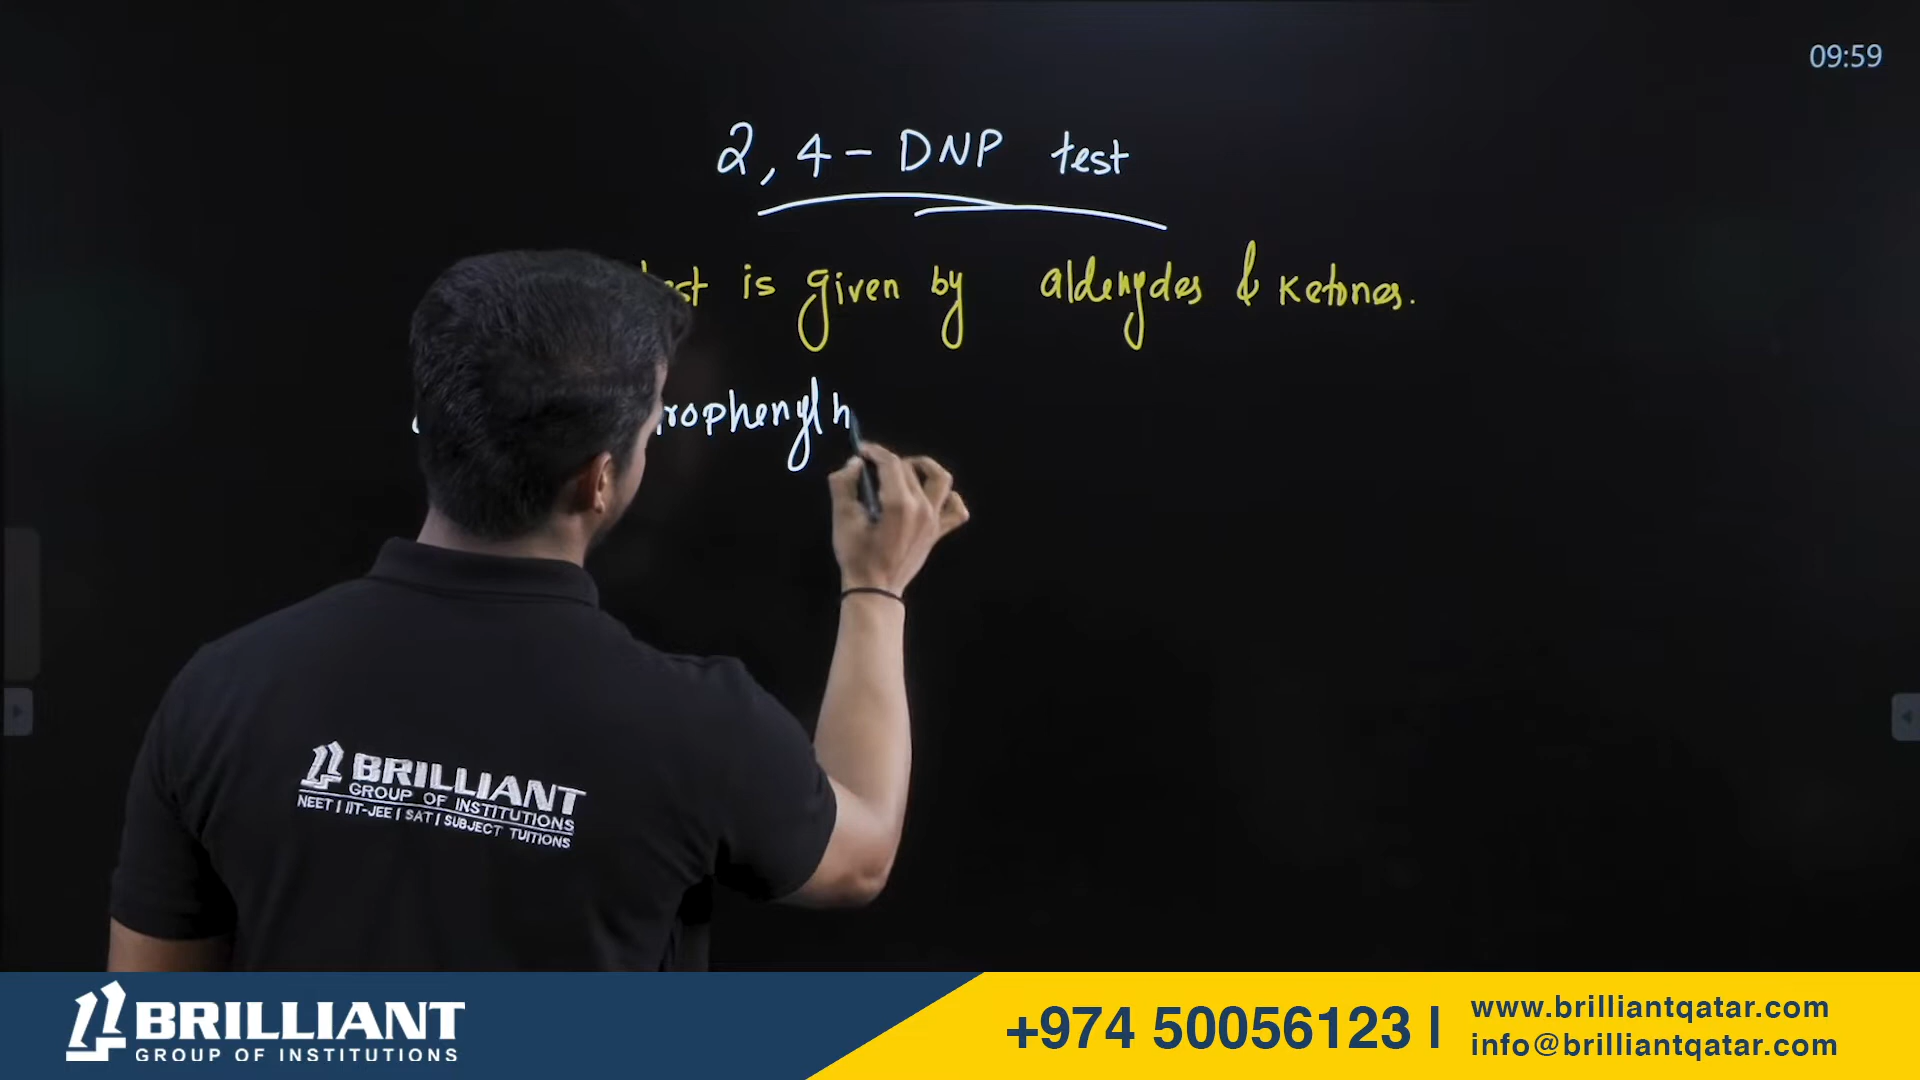 09:59
2,4- DNP test
test is given by aldehydes & Ketones.
rophenylh
BRILLIANT
GROUP OF INSTITUTIONS
NEET | IIT-JEE | SAT | SUBJECT TUITIONS
BRILLIANT
GROUP OF INSTITUTIONS
+974 50056123 |
www.brilliantqatar.com
info@brilliantqatar.com